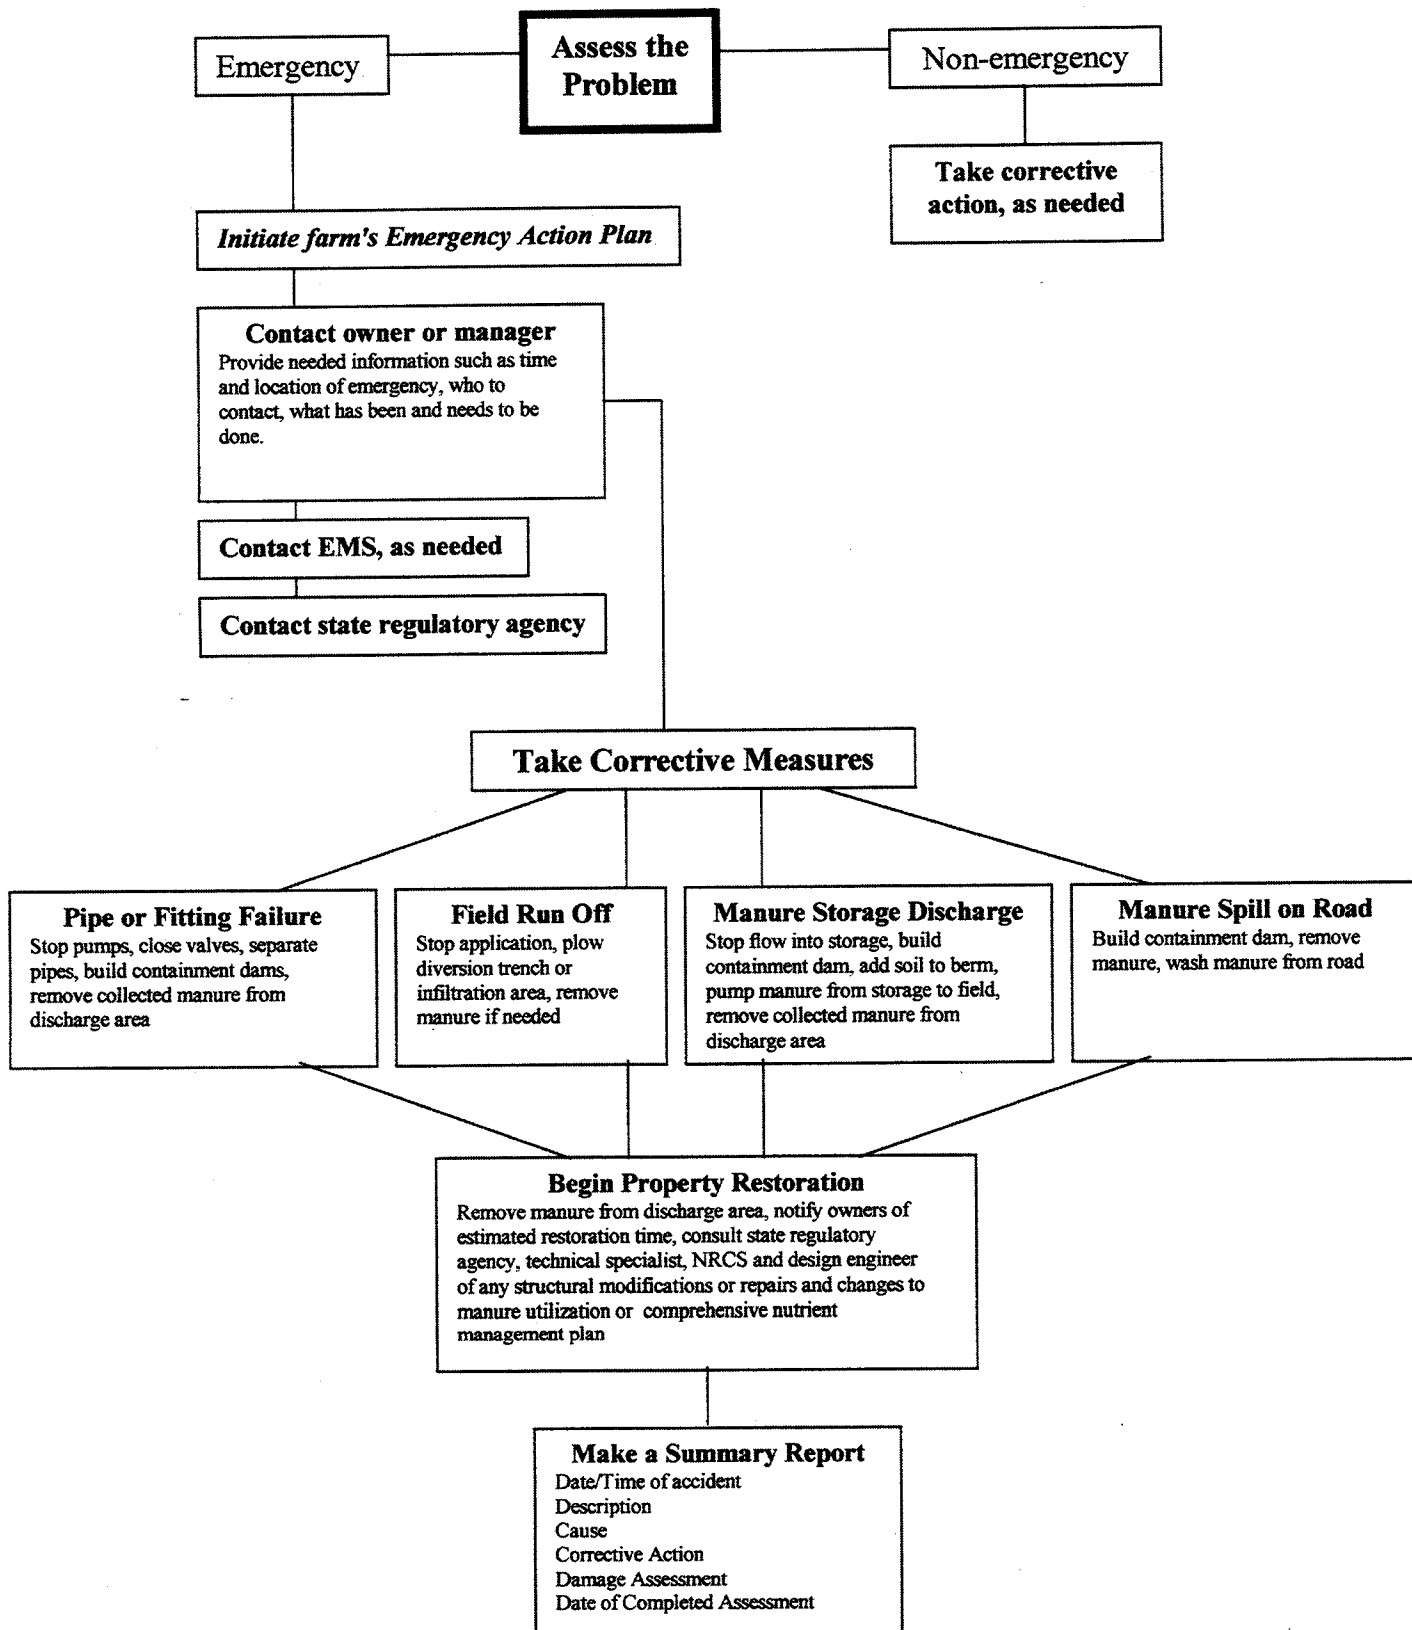 Assess the
Problem
Emergency
Non-emergency
Take corrective
action, as needed
Initiate farm's Emergency Action Plan
Contact owner or manager
Provide needed information such as time
and location of emergency, who to
contact, what has been and needs to be
done.
Contact EMS, as needed
Contact state regulatory agency
Take Corrective Measures
Pipe or Fitting Failure
Stop pumps, close valves, separate
pipes, build containment dams,
remove collected manure from
discharge area
Field Run Off
Stop application, plow
diversion trench or
infiltration area, remove
manure if needed
Manure Storage Discharge
Stop flow into storage, build
containment dam, add soil to berm,
pump manure from storage to field,
remove collected manure from
discharge area
Manure Spill on Road
Build containment dam, remove
manure, wash manure from road
Begin Property Restoration
Remove manure from discharge area, notify owners of
estimated restoration time, consult state regulatory
agency, technical specialist, NRCS and design engineer
of any structural modifications or repairs and changes to
manure utilization or comprehensive nutrient
management plan
Make a Summary Report
Date/Time of accident
Description
Cause
Corrective Action
Damage Assessment
Date of Completed Assessment